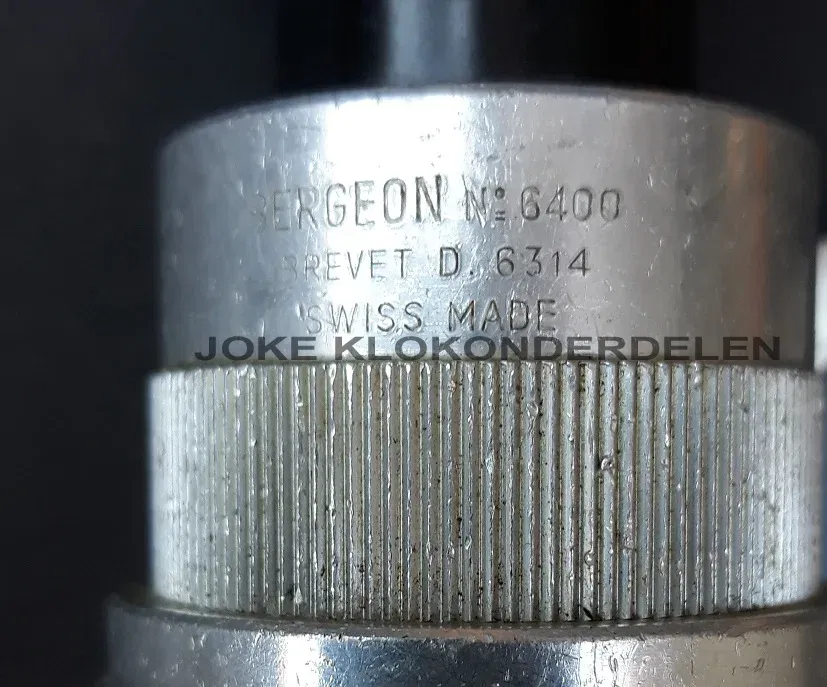 BERGEON Nº 6400
BREVET D. 6314
SWISS MADE
JOKE KLOKONDERDELEN